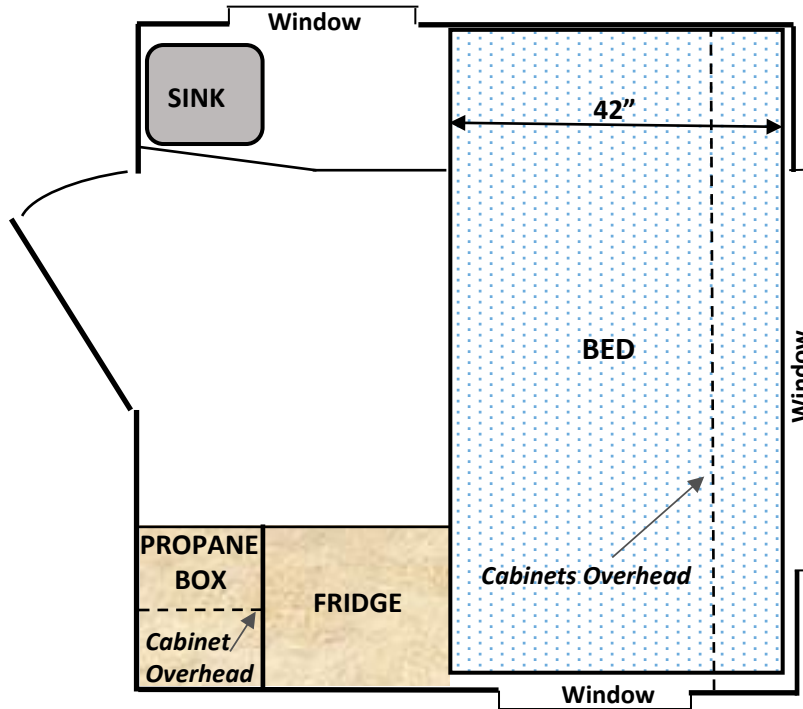 Window
SINK
42”
BED
Window
Cabinets Overhead
PROPANE
BOX
FRIDGE
Cabinet
Overhead
Window